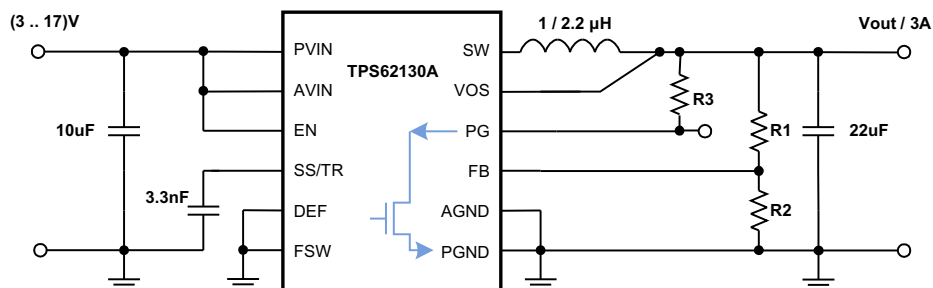 (3 .. 17)V
1 / 2.2 µH
Vout / 3A
PVIN
SW
TPS62130A
AVIN
VOS
R3
10uF
EN
PG
R1
22uF
SS/TR
FB
3.3nF
DEF
AGND
R2
FSW
PGND